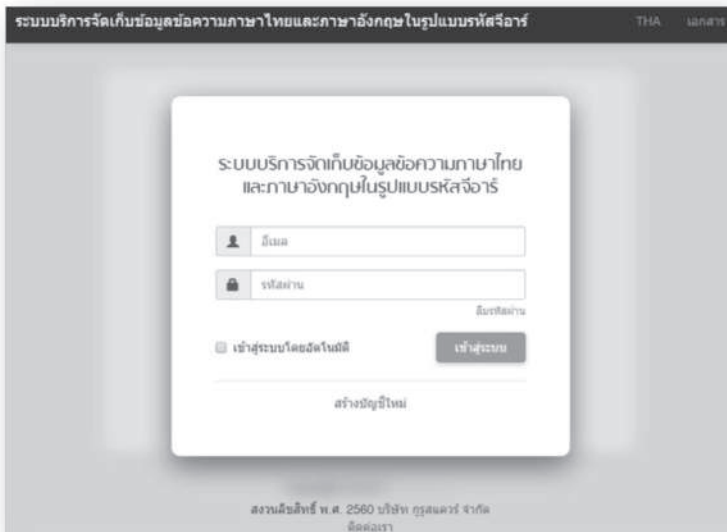 ระบบบริการจัดเก็บข้อมูลข้อความภาษาไทยและภาษาอังกฤษในรูปแบบรหัสจีอาร์ THA เอกสาร
ระบบบริการจัดเก็บข้อมูลข้อความภาษาไทย
และภาษาอังกฤษในรูปแบบรหัสจีอาร์
อีเมล
รหัสผ่าน
ลืมรหัสผ่าน
เข้าสู่ระบบโดยอัตโนมัติ เข้าสู่ระบบ
สร้างบัญชีใหม่
สงวนลิขสิทธิ์ พ.ศ. 2560 บริษัท กูรูสแควร์ จำกัด
ติดต่อเรา